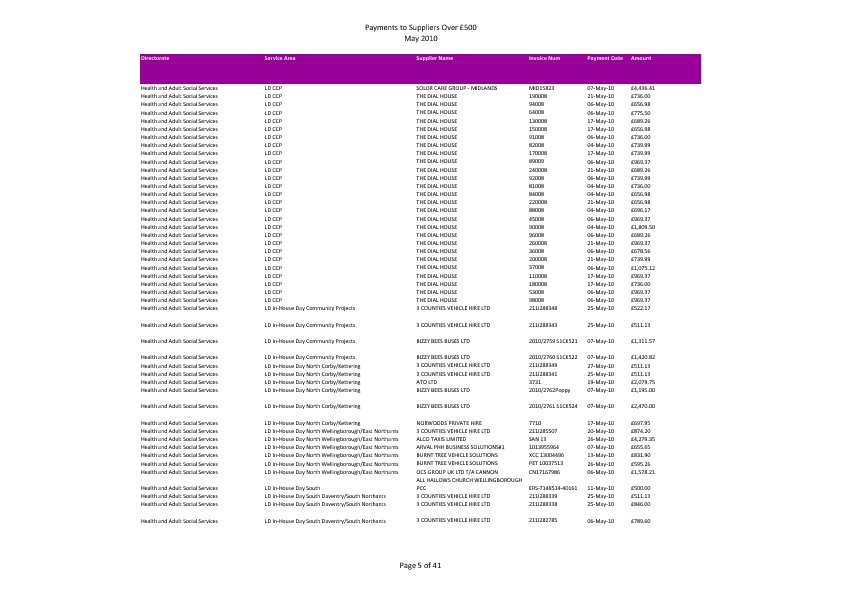 Payments to Suppliers Over £500
May 2010
Directorate Service Area Supplier Name Invoice Num Payment Date Amount
Health and Adult Social Services LD CCP SOLOR CARE GROUP - MIDLANDS MID15823 07-May-10 £4,436.41
Health and Adult Social Services LD CCP THE DIAL HOUSE 190008 21-May-10 £736.00
Health and Adult Social Services LD CCP THE DIAL HOUSE 94008 06-May-10 £656.98
Health and Adult Social Services LD CCP THE DIAL HOUSE 64008 06-May-10 £775.50
Health and Adult Social Services LD CCP THE DIAL HOUSE 130008 17-May-10 £689.26
Health and Adult Social Services LD CCP THE DIAL HOUSE 150008 17-May-10 £656.98
Health and Adult Social Services LD CCP THE DIAL HOUSE 91008 06-May-10 £736.00
Health and Adult Social Services LD CCP THE DIAL HOUSE 82008 04-May-10 £739.99
Health and Adult Social Services LD CCP THE DIAL HOUSE 170008 17-May-10 £739.99
Health and Adult Social Services LD CCP THE DIAL HOUSE 89009 06-May-10 £969.37
Health and Adult Social Services LD CCP THE DIAL HOUSE 240008 21-May-10 £689.26
Health and Adult Social Services LD CCP THE DIAL HOUSE 92008 06-May-10 £739.99
Health and Adult Social Services LD CCP THE DIAL HOUSE 81008 04-May-10 £736.00
Health and Adult Social Services LD CCP THE DIAL HOUSE 84008 04-May-10 £656.98
Health and Adult Social Services LD CCP THE DIAL HOUSE 220008 21-May-10 £656.98
Health and Adult Social Services LD CCP THE DIAL HOUSE 88008 04-May-10 £696.17
Health and Adult Social Services LD CCP THE DIAL HOUSE 45008 06-May-10 £969.37
Health and Adult Social Services LD CCP THE DIAL HOUSE 90008 04-May-10 £1,809.50
Health and Adult Social Services LD CCP THE DIAL HOUSE 96008 06-May-10 £689.26
Health and Adult Social Services LD CCP THE DIAL HOUSE 260008 21-May-10 £969.37
Health and Adult Social Services LD CCP THE DIAL HOUSE 36008 06-May-10 £678.56
Health and Adult Social Services LD CCP THE DIAL HOUSE 200008 21-May-10 £739.99
Health and Adult Social Services LD CCP THE DIAL HOUSE 37008 06-May-10 £1,075.12
Health and Adult Social Services LD CCP THE DIAL HOUSE 110008 17-May-10 £969.37
Health and Adult Social Services LD CCP THE DIAL HOUSE 180008 17-May-10 £736.00
Health and Adult Social Services LD CCP THE DIAL HOUSE 53008 06-May-10 £969.37
Health and Adult Social Services LD CCP THE DIAL HOUSE 98008 06-May-10 £969.37
Health and Adult Social Services LD In-House Day Community Projects 3 COUNTIES VEHICLE HIRE LTD 211J288348 25-May-10 £522.17
Health and Adult Social Services LD In-House Day Community Projects 3 COUNTIES VEHICLE HIRE LTD 211J288343 25-May-10 £511.13
Health and Adult Social Services LD In-House Day Community Projects BIZZY BEES BUSES LTD 2010/2759 S1CK521 07-May-10 £1,311.57
Health and Adult Social Services LD In-House Day Community Projects BIZZY BEES BUSES LTD 2010/2760 S1CK522 07-May-10 £1,420.82
Health and Adult Social Services LD In-House Day North Corby/Kettering 3 COUNTIES VEHICLE HIRE LTD 211J288349 27-May-10 £511.13
Health and Adult Social Services LD In-House Day North Corby/Kettering 3 COUNTIES VEHICLE HIRE LTD 211J288341 25-May-10 £511.13
Health and Adult Social Services LD In-House Day North Corby/Kettering ATO LTD 3731 19-May-10 £2,079.75
Health and Adult Social Services LD In-House Day North Corby/Kettering BIZZY BEES BUSES LTD 2010/2762Poppy 07-May-10 £1,195.00
Health and Adult Social Services LD In-House Day North Corby/Kettering BIZZY BEES BUSES LTD 2010/2761 S1CK524 07-May-10 £2,470.00
Health and Adult Social Services LD In-House Day North Corby/Kettering NORWOODS PRIVATE HIRE 7710 17-May-10 £697.95
Health and Adult Social Services LD In-House Day North Wellingborough/East Northants 3 COUNTIES VEHICLE HIRE LTD 211J285507 20-May-10 £874.20
Health and Adult Social Services LD In-House Day North Wellingborough/East Northants ALCO TAXIS LIMITED SAN 13 26-May-10 £4,279.35
Health and Adult Social Services LD In-House Day North Wellingborough/East Northants ARVAL PHH BUSINESS SOLUTIONS#1 101955964 07-May-10 £655.65
Health and Adult Social Services LD In-House Day North Wellingborough/East Northants BURNT TREE VEHICLE SOLUTIONS XCC 13004496 13-May-10 £831.90
Health and Adult Social Services LD In-House Day North Wellingborough/East Northants BURNT TREE VEHICLE SOLUTIONS PET 10037513 26-May-10 £595.26
Health and Adult Social Services LD In-House Day North Wellingborough/East Northants OCS GROUP UK LTD T/A CANNON CN17167986 06-May-10 £1,578.21
ALL HALLOWS CHURCH WELLINGBOROUGH
Health and Adult Social Services LD In-House Day South PCC ERS-7148514-40161 11-May-10 £500.00
Health and Adult Social Services LD In-House Day South Daventry/South Northants 3 COUNTIES VEHICLE HIRE LTD 211J288339 25-May-10 £511.13
Health and Adult Social Services LD In-House Day South Daventry/South Northants 3 COUNTIES VEHICLE HIRE LTD 211J288338 25-May-10 £846.00
Health and Adult Social Services LD In-House Day South Daventry/South Northants 3 COUNTIES VEHICLE HIRE LTD 211J282785 06-May-10 £789.60
Page 5 of 41